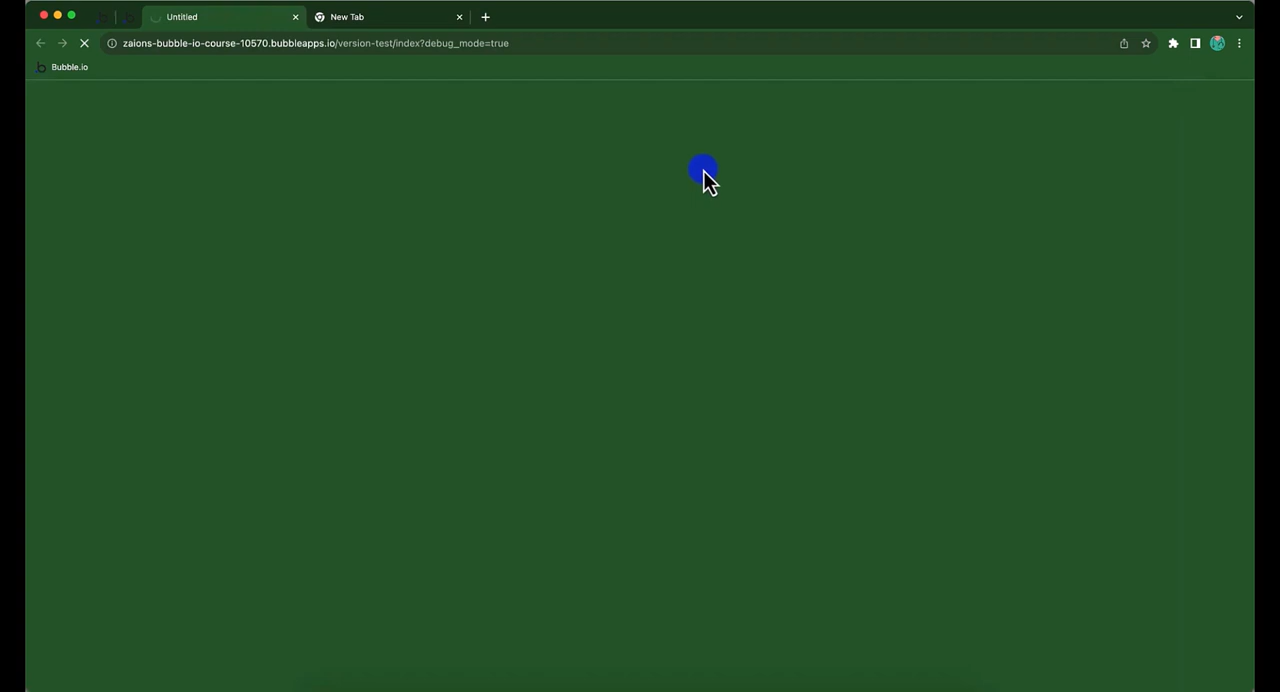 Untitled
New Tab
zaions-bubble-io-course-10570.bubbleapps.io/version-test/index?debug_mode=true
Bubble.io